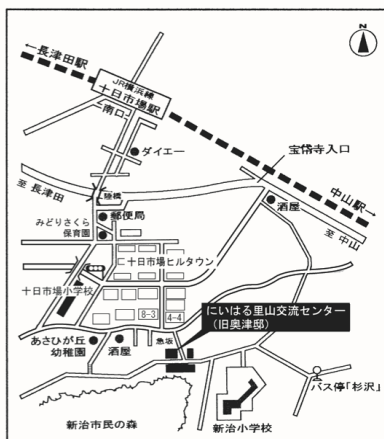 ←長津田駅
JR横浜線
十日市場駅
南口
N
ダイエー
宝帒寺入口
中山駅→
至 長津田
陸橋
酒屋
至 中山
みどりさくら
保育園
郵便局
十日市場ヒルタウン
十日市場小学校
8-3
4-4
にいはる里山交流センター
(旧奥津邸)
あさひが丘
幼稚園
酒屋
急坂
バス停「杉沢」
新治市民の森
新治小学校